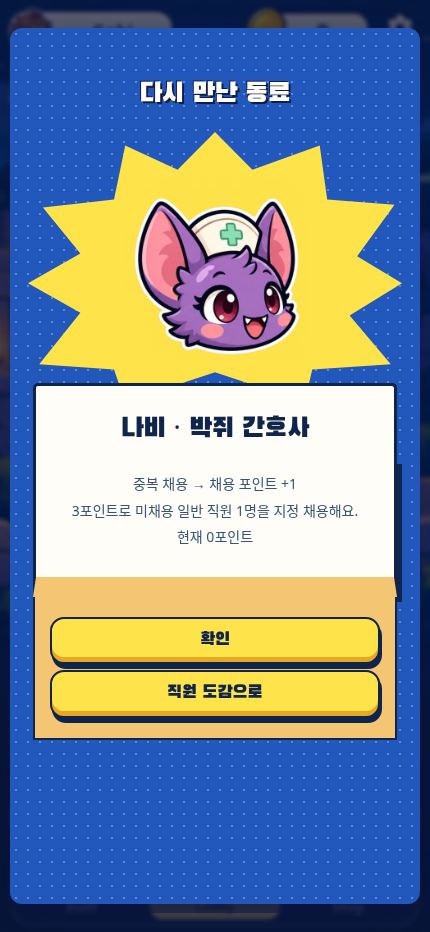 다시 만난 동료
나비 · 박쥐 간호사
중복 채용 → 채용 포인트 +1
3포인트로 미채용 일반 직원 1명을 지정 채용해요.
현재 0포인트
확인
직원 도감으로